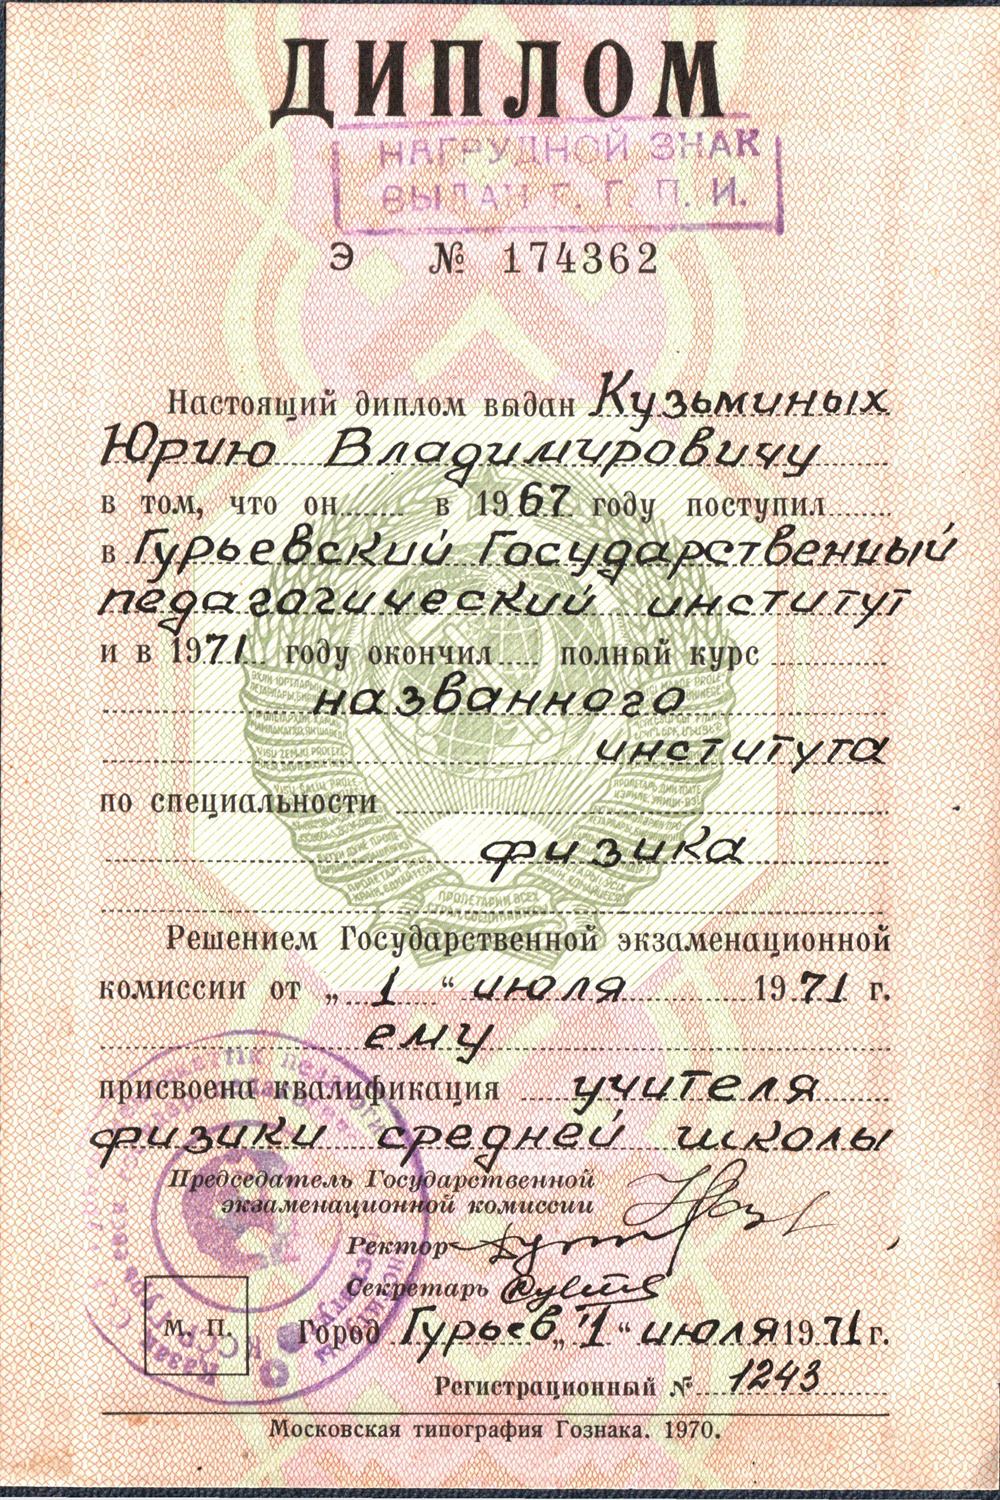 ДИПЛОМ
НАГРУДНОЙ ЗНАК
ВЫДАН Г. Г. П. И.
Э № 174362
Настоящий диплом выдан Кузьминых
Юрию Владимировичу
в том, что он в 1967 году поступил
в Гурьевский Государственный
педагогический институт
и в 1971 году окончил полный курс
названного
института
по специальности
физика
Решением Государственной экзаменационной
комиссии от „ 1 “ июля 1971 г.
ему
присвоена квалификация учителя
физики средней школы
Председатель Государственной
экзаменационной комиссии
Ректор
Секретарь
М. П.
Город Гурьев „1“ июля 1971 г.
Регистрационный № 1243
Московская типография Гознака. 1970.